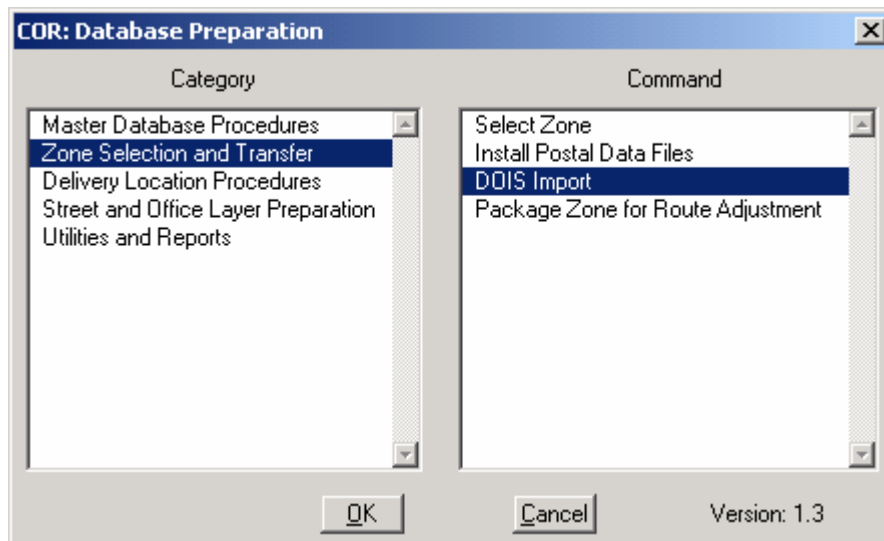 COR: Database Preparation
Category
Command
Master Database Procedures
Zone Selection and Transfer
Delivery Location Procedures
Street and Office Layer Preparation
Utilities and Reports
Select Zone
Install Postal Data Files
DOIS Import
Package Zone for Route Adjustment
OK
Cancel
Version: 1.3